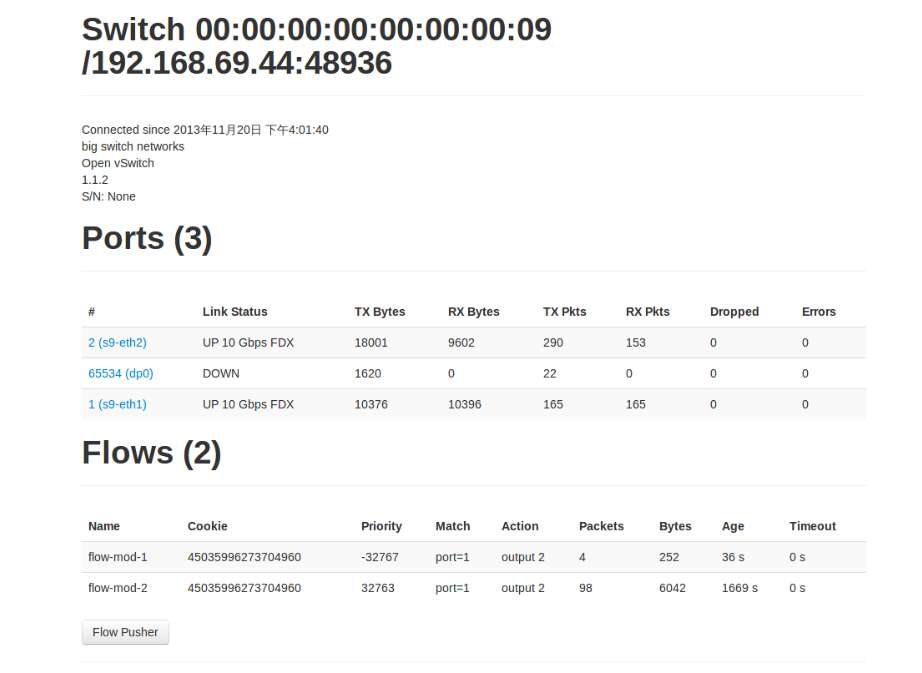 Switch 00:00:00:00:00:00:00:09
/192.168.69.44:48936
Connected since 2013年11月20日 下午4:01:40
big switch networks
Open vSwitch
1.1.2
S/N: None
Ports (3)
# Link Status TX Bytes RX Bytes TX Pkts RX Pkts Dropped Errors
2 (s9-eth2) UP 10 Gbps FDX 18001 9602 290 153 0 0
65534 (dp0) DOWN 1620 0 22 0 0 0
1 (s9-eth1) UP 10 Gbps FDX 10376 10396 165 165 0 0
Flows (2)
Name Cookie Priority Match Action Packets Bytes Age Timeout
flow-mod-1 45035996273704960 -32767 port=1 output 2 4 252 36 s 0 s
flow-mod-2 45035996273704960 32763 port=1 output 2 98 6042 1669 s 0 s
Flow Pusher